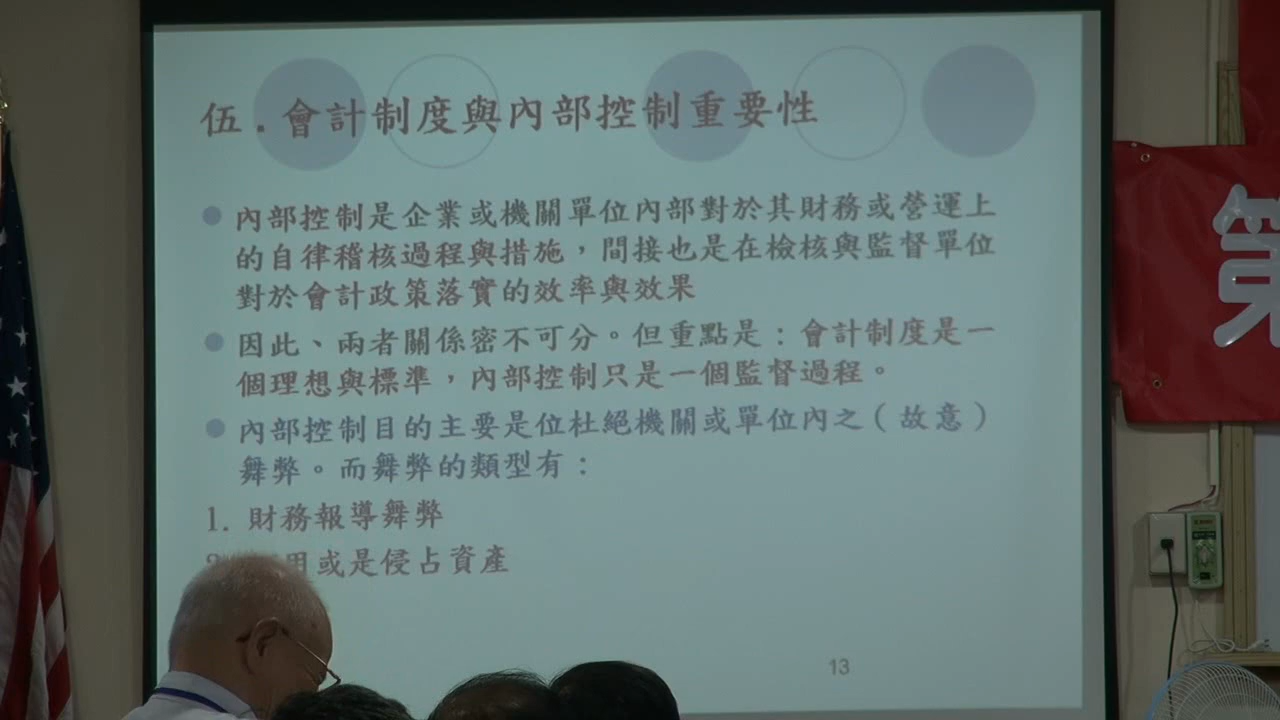 伍.會計制度與內部控制重要性
內部控制是企業或機關單位內部對於其財務或營運上
的自律稽核過程與措施，間接也是在檢核與監督單位
對於會計政策落實的效率與效果
因此、兩者關係密不可分。但重點是：會計制度是一
個理想與標準，內部控制只是一個監督過程。
內部控制目的主要是位杜絕機關或單位內之（故意）
舞弊。而舞弊的類型有：
1. 財務報導舞弊
用或是侵占資產
13
第